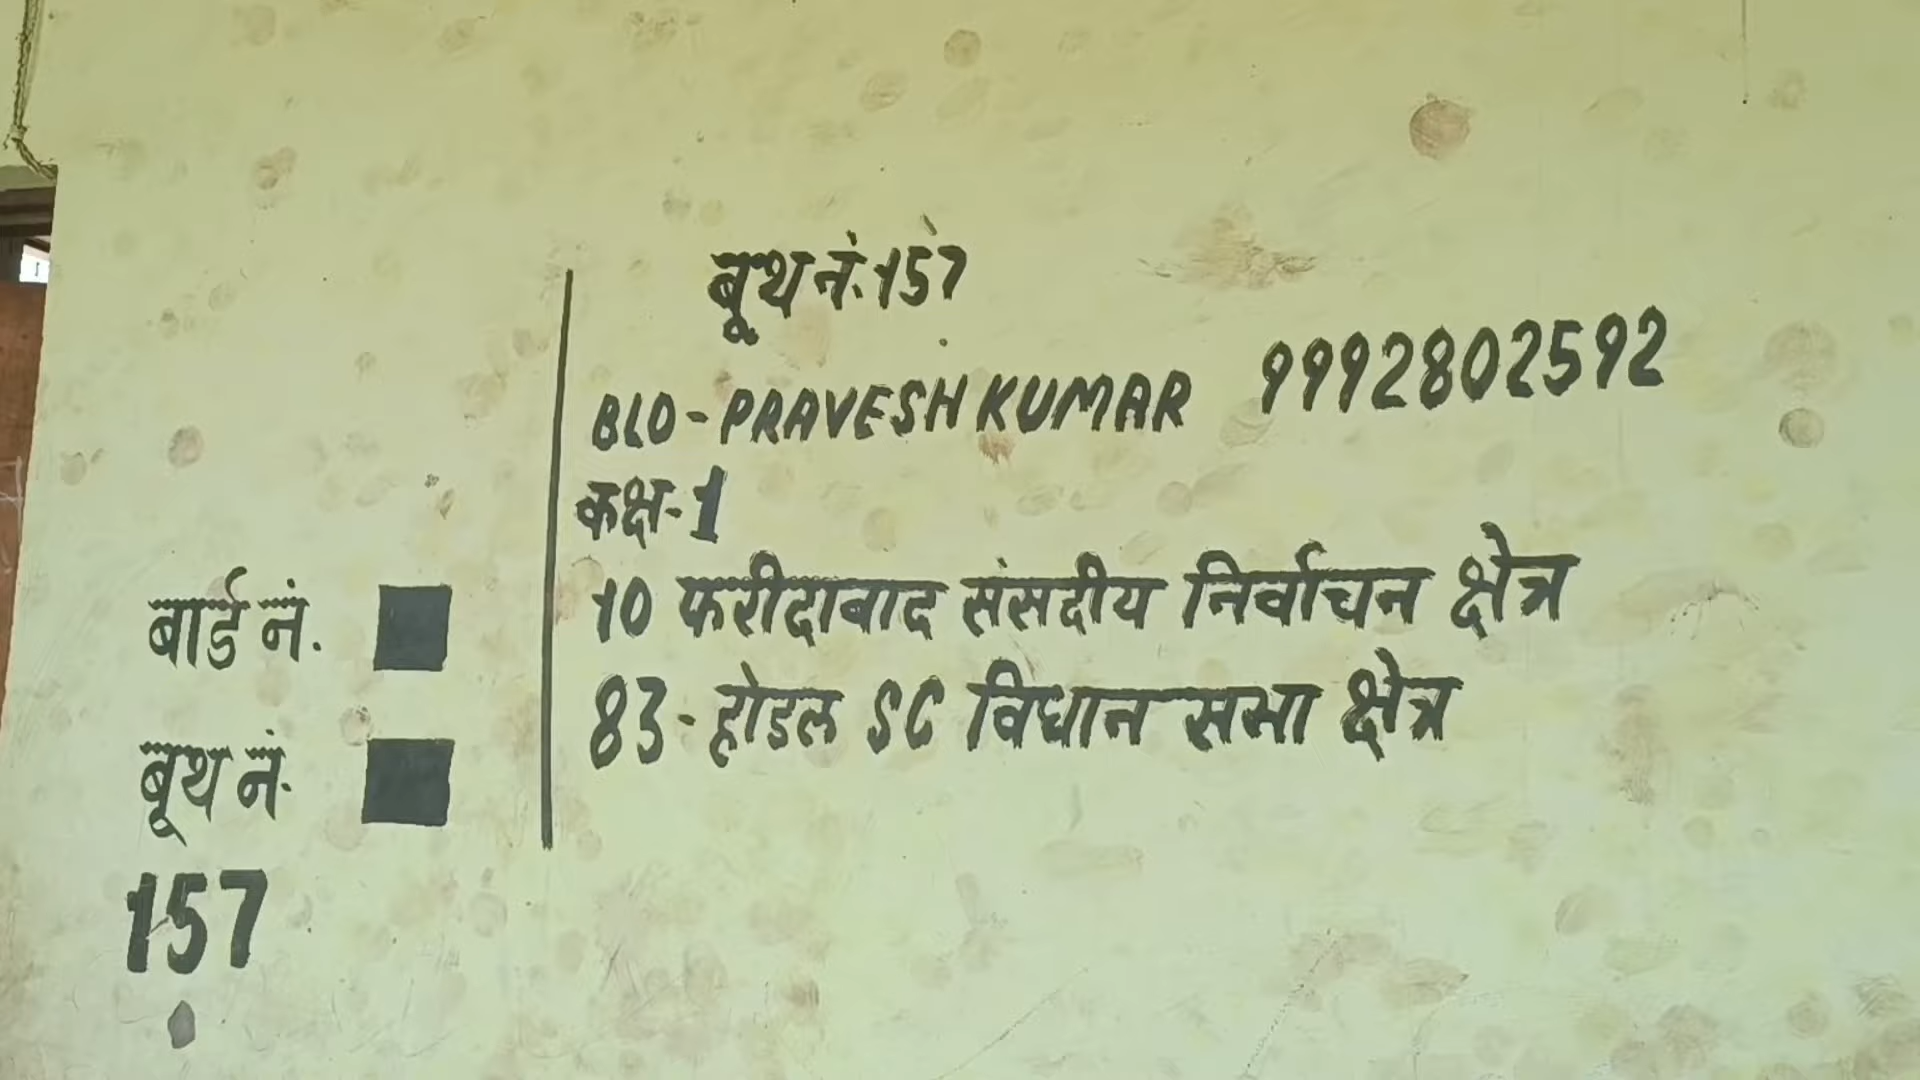 बूथ नं. 157
BLO - PRAVESH KUMAR 9992802592
कक्ष - 1
10 फरीदाबाद संसदीय निर्वाचन क्षेत्र
83 - होडल SC विधान सभा क्षेत्र
बार्ड नं.
बूथ नं.
157